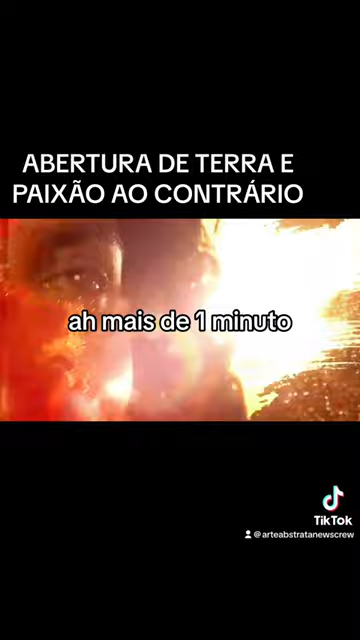 ABERTURA DE TERRA E
PAIXÃO AO CONTRÁRIO
ah mais de 1 minuto
TikTok
@arteabstratanewscrew